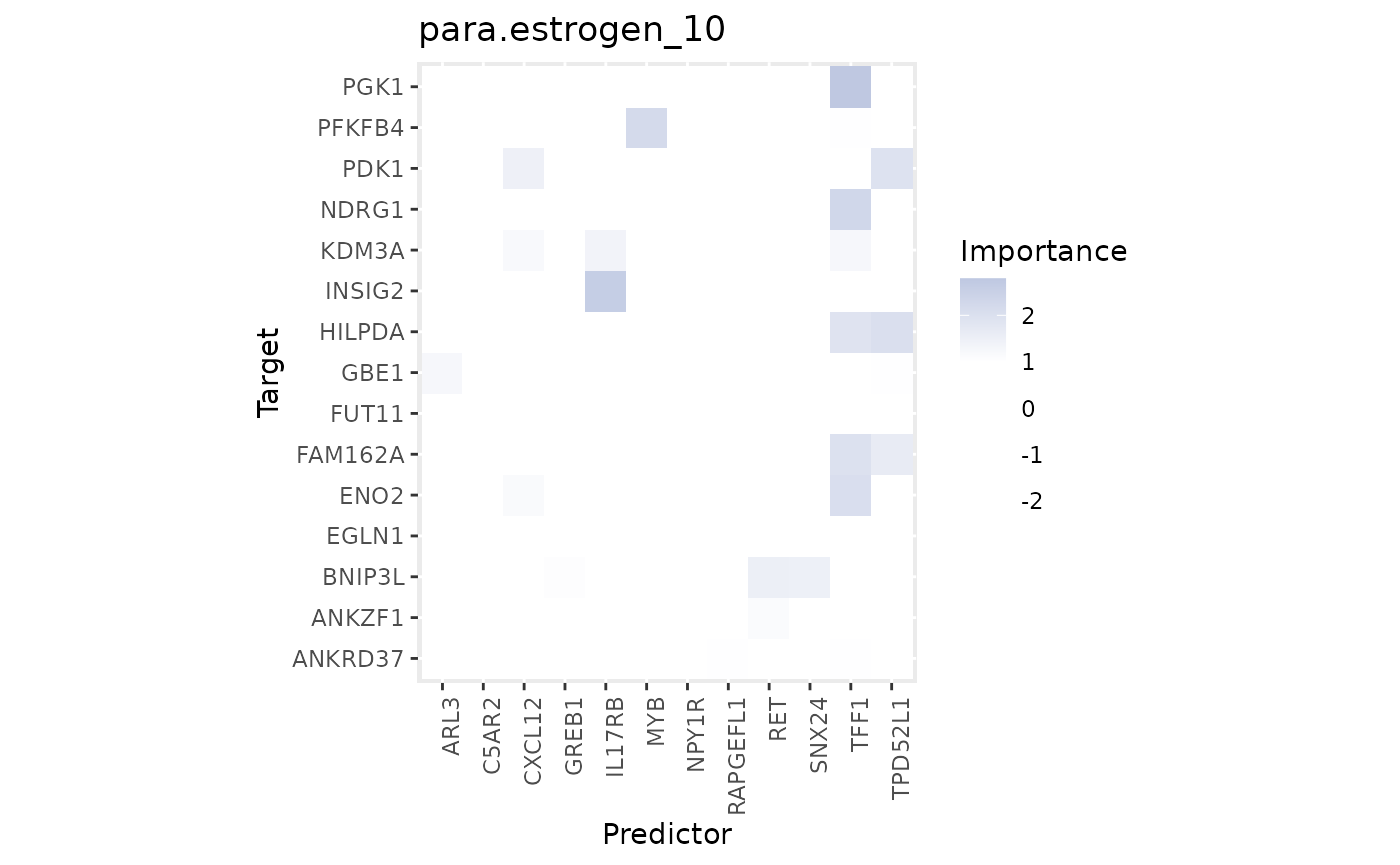 para.estrogen_10
PGK1
PFKFB4
PDK1
NDRG1
KDM3A
INSIG2
HILPDA
GBE1
FUT11
FAM162A
ENO2
EGLN1
BNIP3L
ANKZF1
ANKRD37
Target
ARL3
C5AR2
CXCL12
GREB1
IL17RB
MYB
NPY1R
RAPGEFL1
RET
SNX24
TFF1
TPD52L1
Predictor
Importance
2
1
0
-1
-2